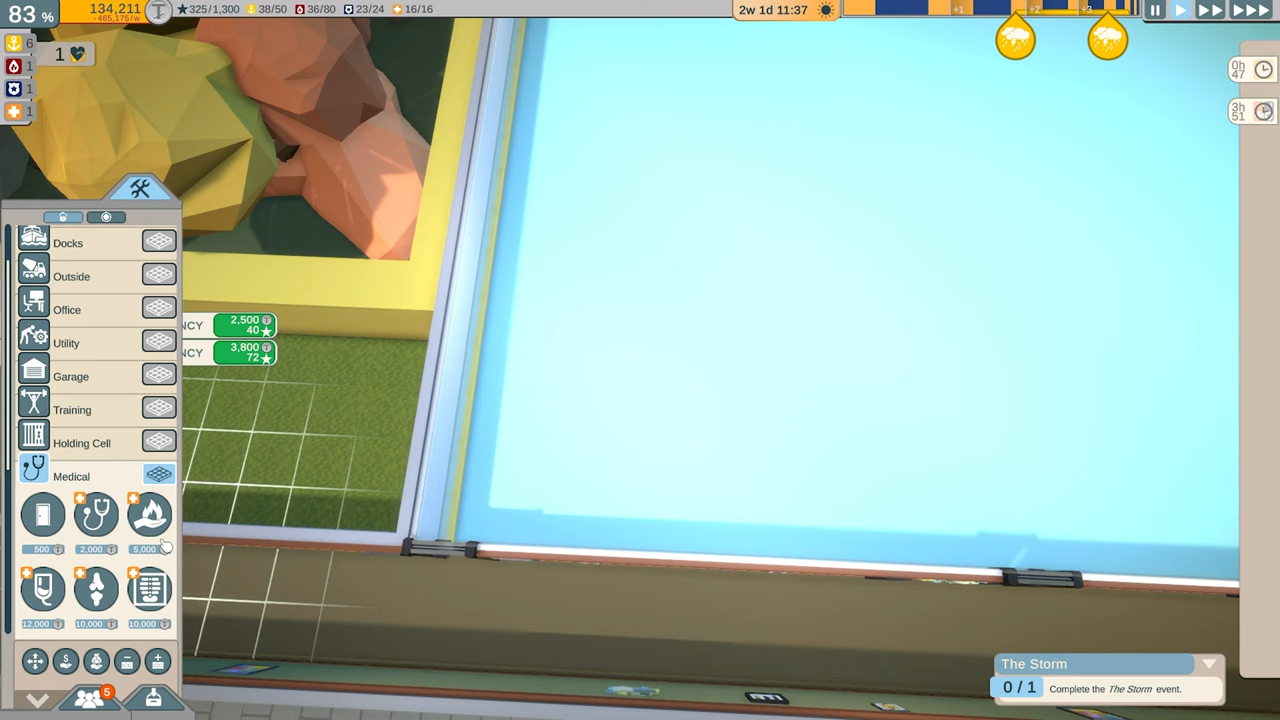 83 %
134,211
-465,175/w
325/1,300
38/50
36/80
23/24
16/16
2w 1d 11:37
+1
+2
+3
6
1
1
1
1
0h
47
3h
51
NCY
2,500
40
NCY
3,800
72
Docks
Outside
Office
Utility
Garage
Training
Holding Cell
Medical
500
2,000
5,000
12,000
10,000
10,000
5
The Storm
0 / 1
Complete the The Storm event.